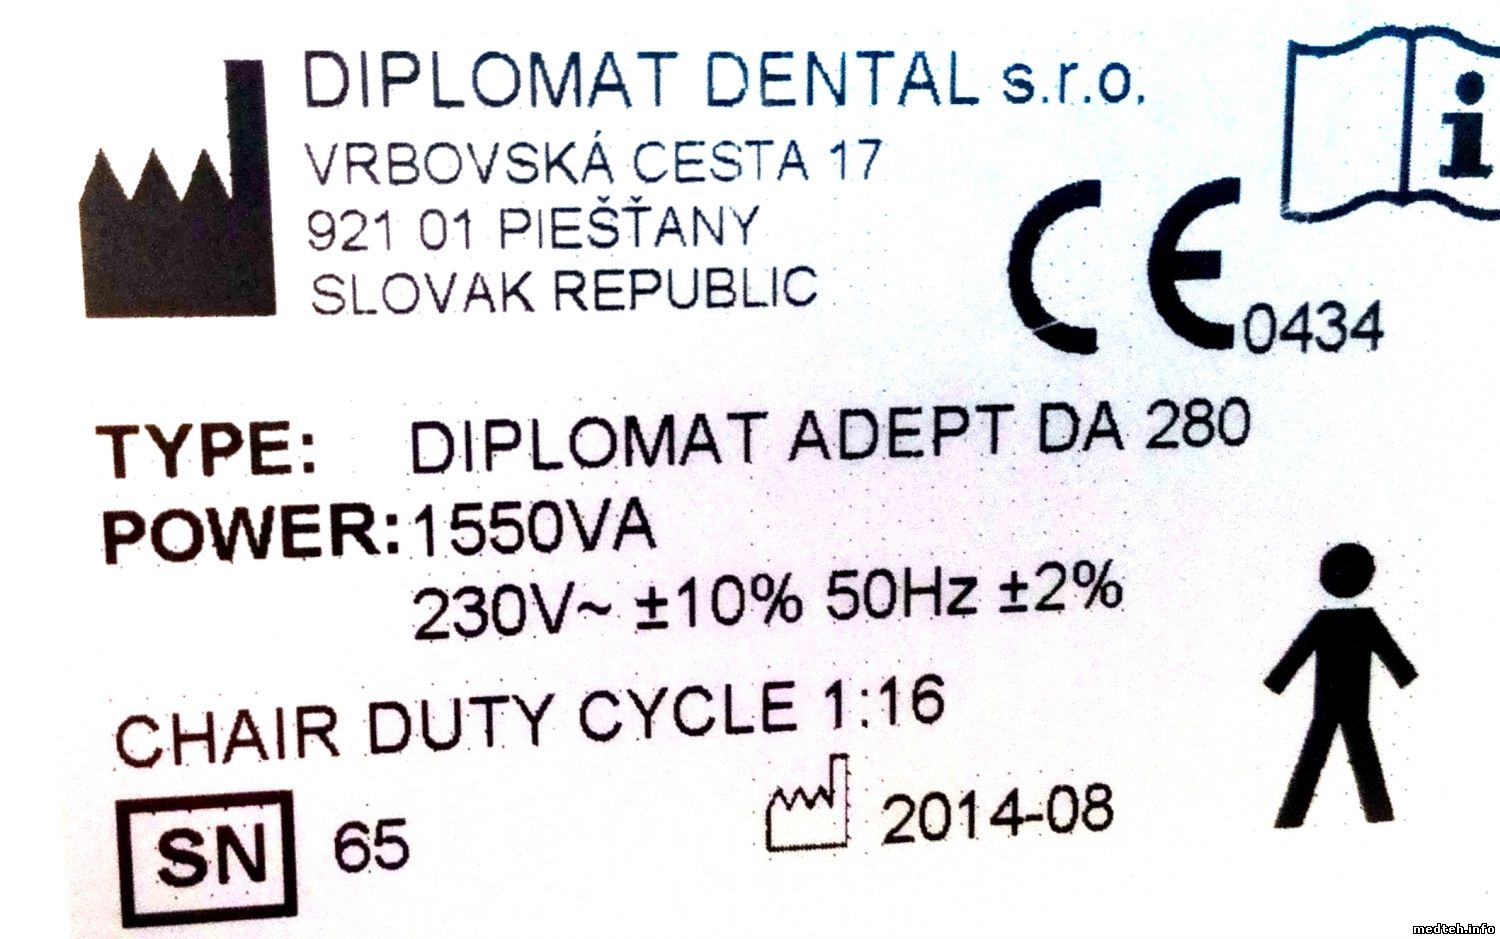 DIPLOMAT DENTAL s.r.o.
VRBOVSKÁ CESTA 17
921 01 PIEŠŤANY
SLOVAK REPUBLIC
i
CE 0434
TYPE: DIPLOMAT ADEPT DA 280
POWER: 1550VA
230V~ ±10% 50Hz ±2%
CHAIR DUTY CYCLE 1:16
SN 65
2014-08
medteh.info